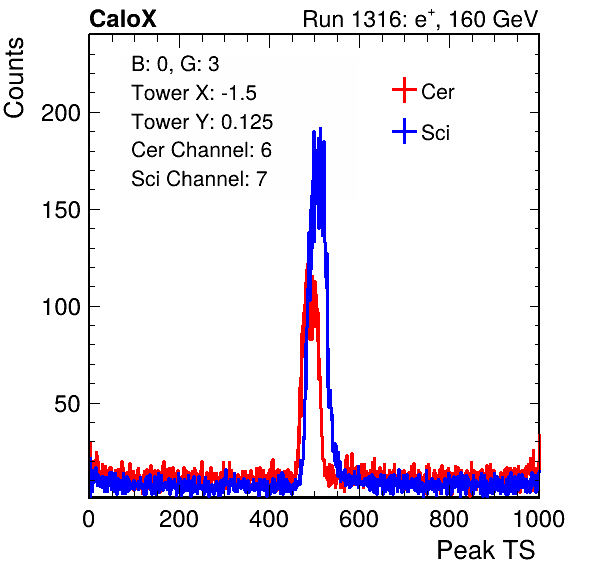 CaloX Run 1316: e⁺, 160 GeV
Counts
B: 0, G: 3
Tower X: -1.5
Tower Y: 0.125
Cer Channel: 6
Sci Channel: 7
Cer
Sci
200
150
100
50
0 200 400 600 800 1000
Peak TS